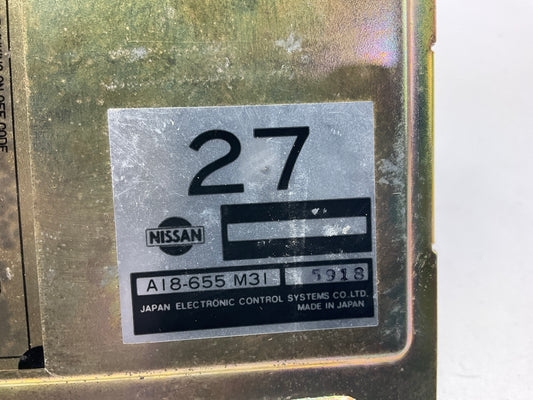 27
NISSAN
A18-655 M31 5918
JAPAN ELECTRONIC CONTROL SYSTEMS CO.,LTD.
MADE IN JAPAN